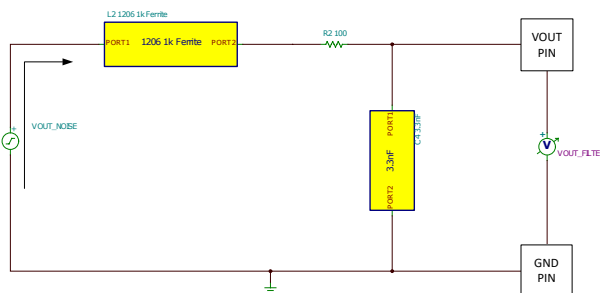 L2 1206 1k Ferrite
PORT1 1206 1k Ferrite PORT2
R2 100
VOUT
PIN
VOUT_NOISE
PORT1
3.3nF
C4 3.3nF
PORT2
+
V
VOUT_FILTE
+
GND
PIN